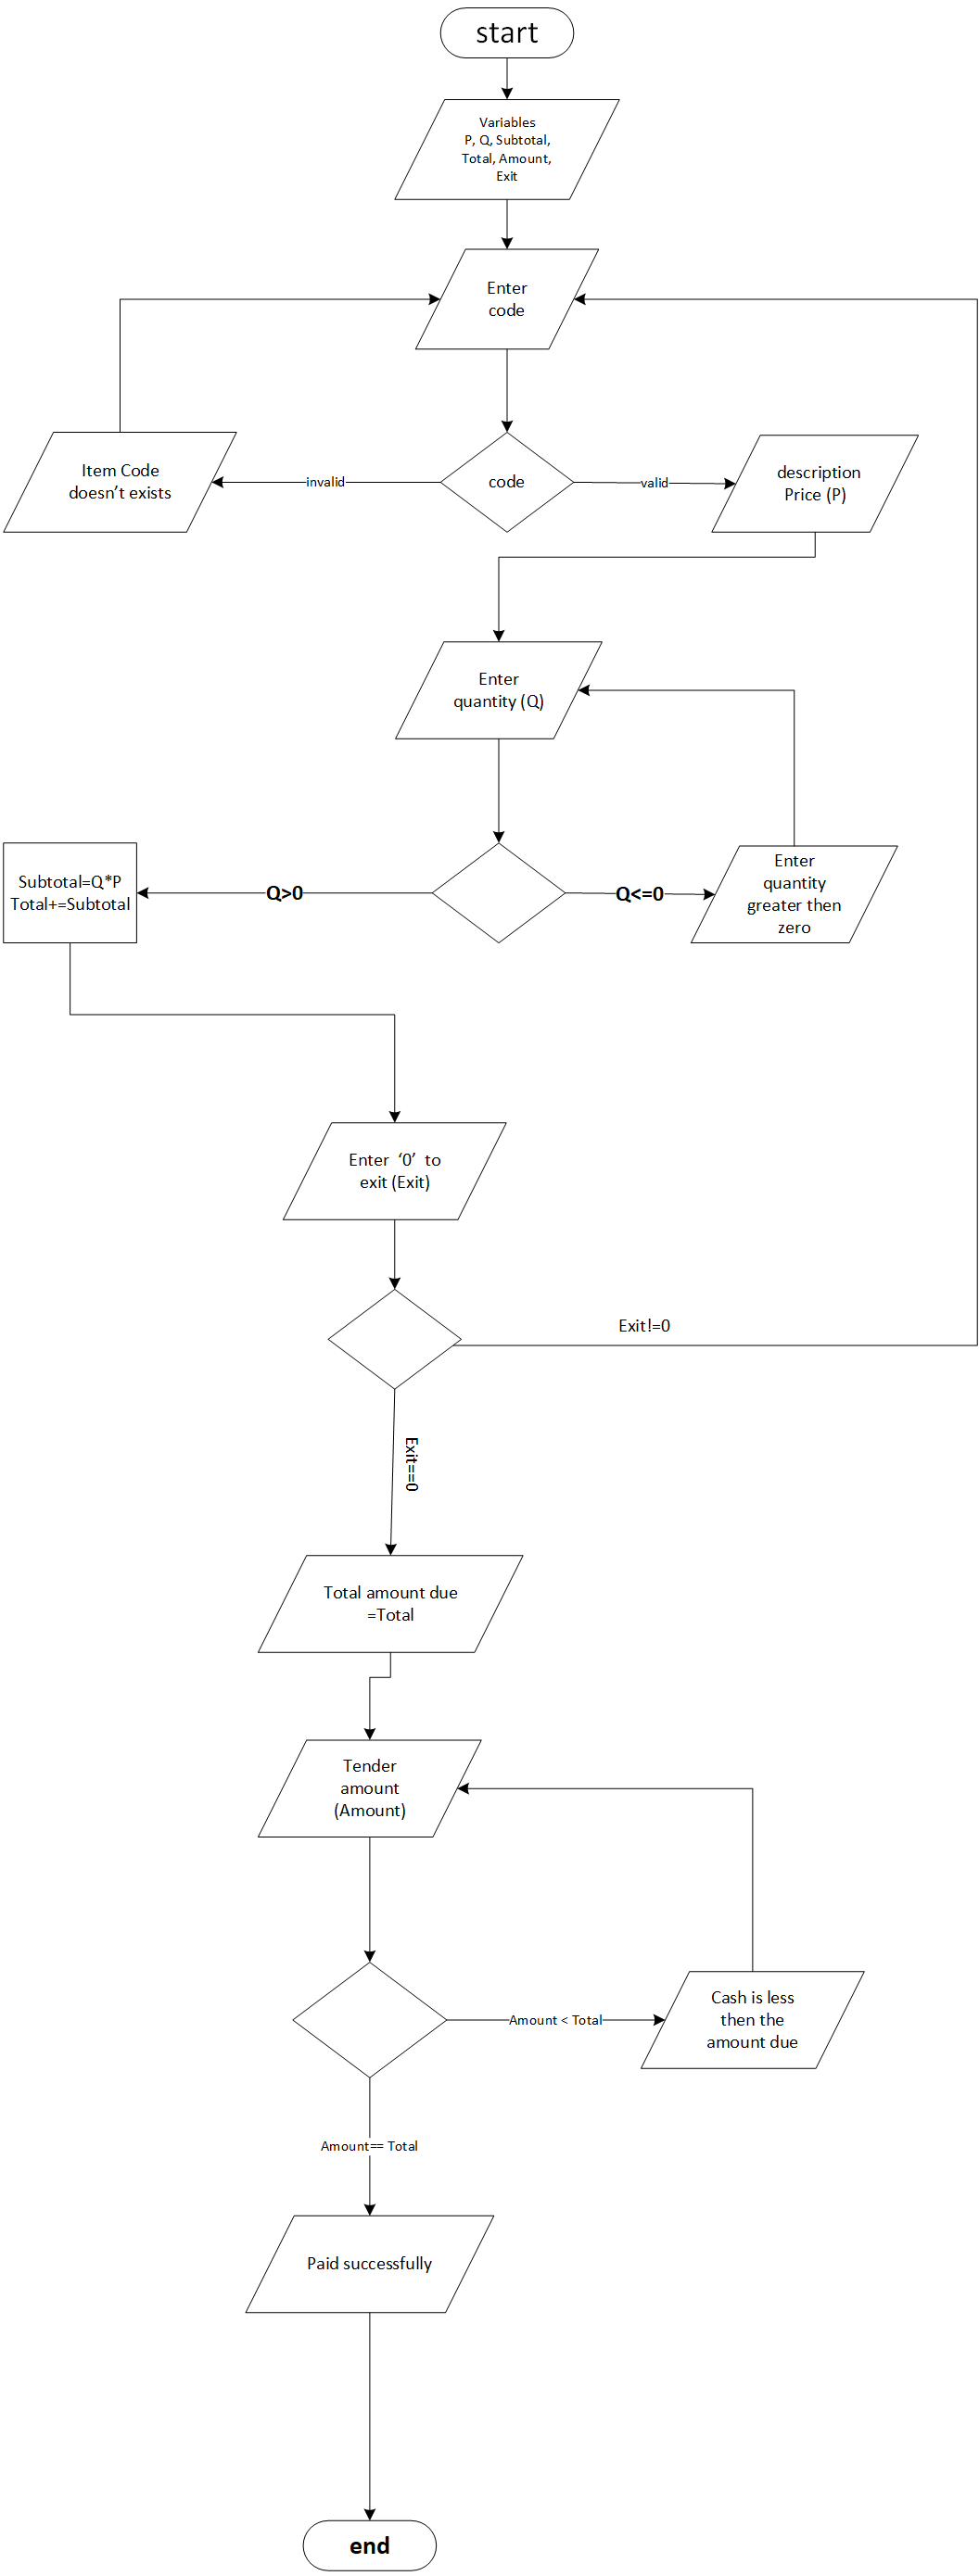 start
Variables
P, Q, Subtotal,
Total, Amount,
Exit
Enter
code
Item Code
doesn't exists
invalid
code
valid
description
Price (P)
Enter
quantity (Q)
Subtotal=Q*P
Total+=Subtotal
Q>0
Q<=0
Enter
quantity
greater then
zero
Enter ‘0’ to
exit (Exit)
Exit!=0
Exit==0
Total amount due
=Total
Tender
amount
(Amount)
Amount < Total
Cash is less
then the
amount due
Amount== Total
Paid successfully
end